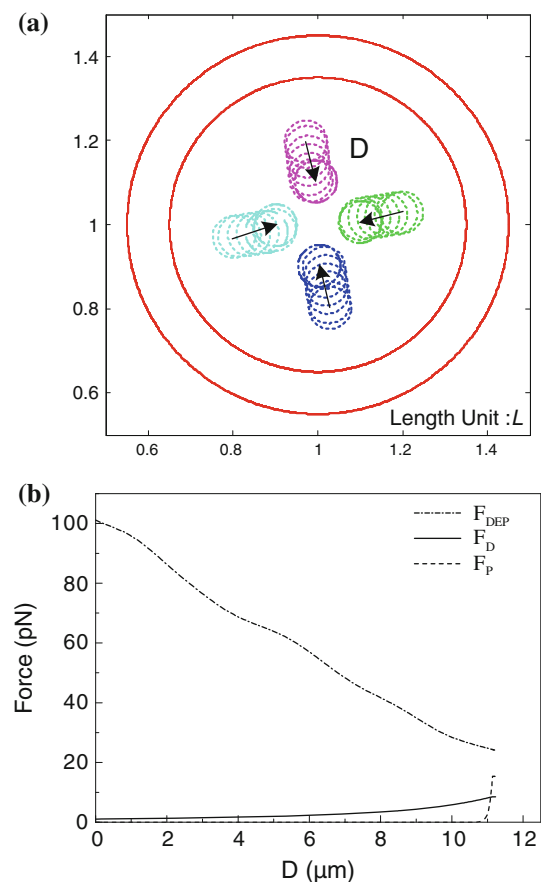 (a)
1.4
1.2
D
1
0.8
0.6
Length Unit :L
0.6 0.8 1 1.2 1.4
(b)
100
80
60
40
20
0
Force (pN)
F_DEP
F_D
F_P
0 2 4 6 8 10 12
D (μm)